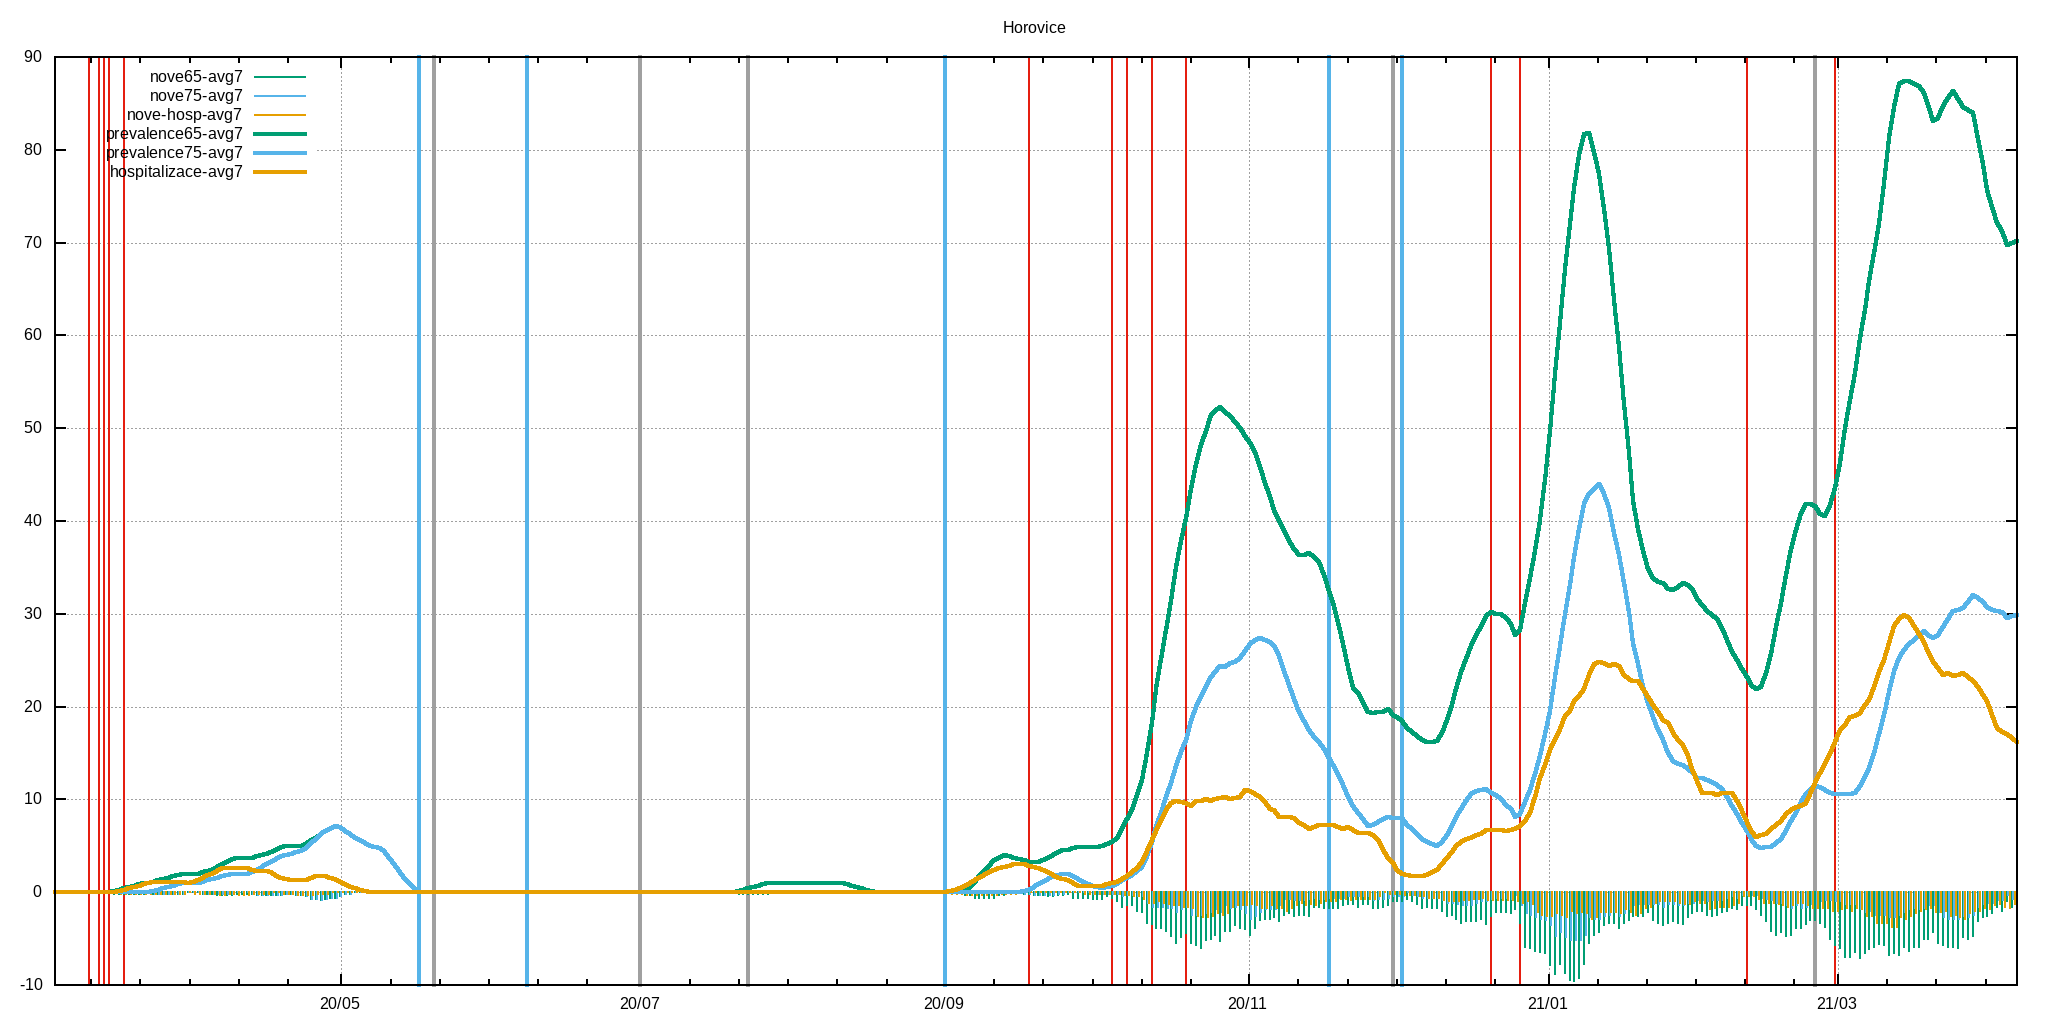 Horovice
90
80
70
60
50
40
30
20
10
0
-10
nove65-avg7
nove75-avg7
nove-hosp-avg7
prevalence65-avg7
prevalence75-avg7
hospitalizace-avg7
20/05 20/07 20/09 20/11 21/01 21/03